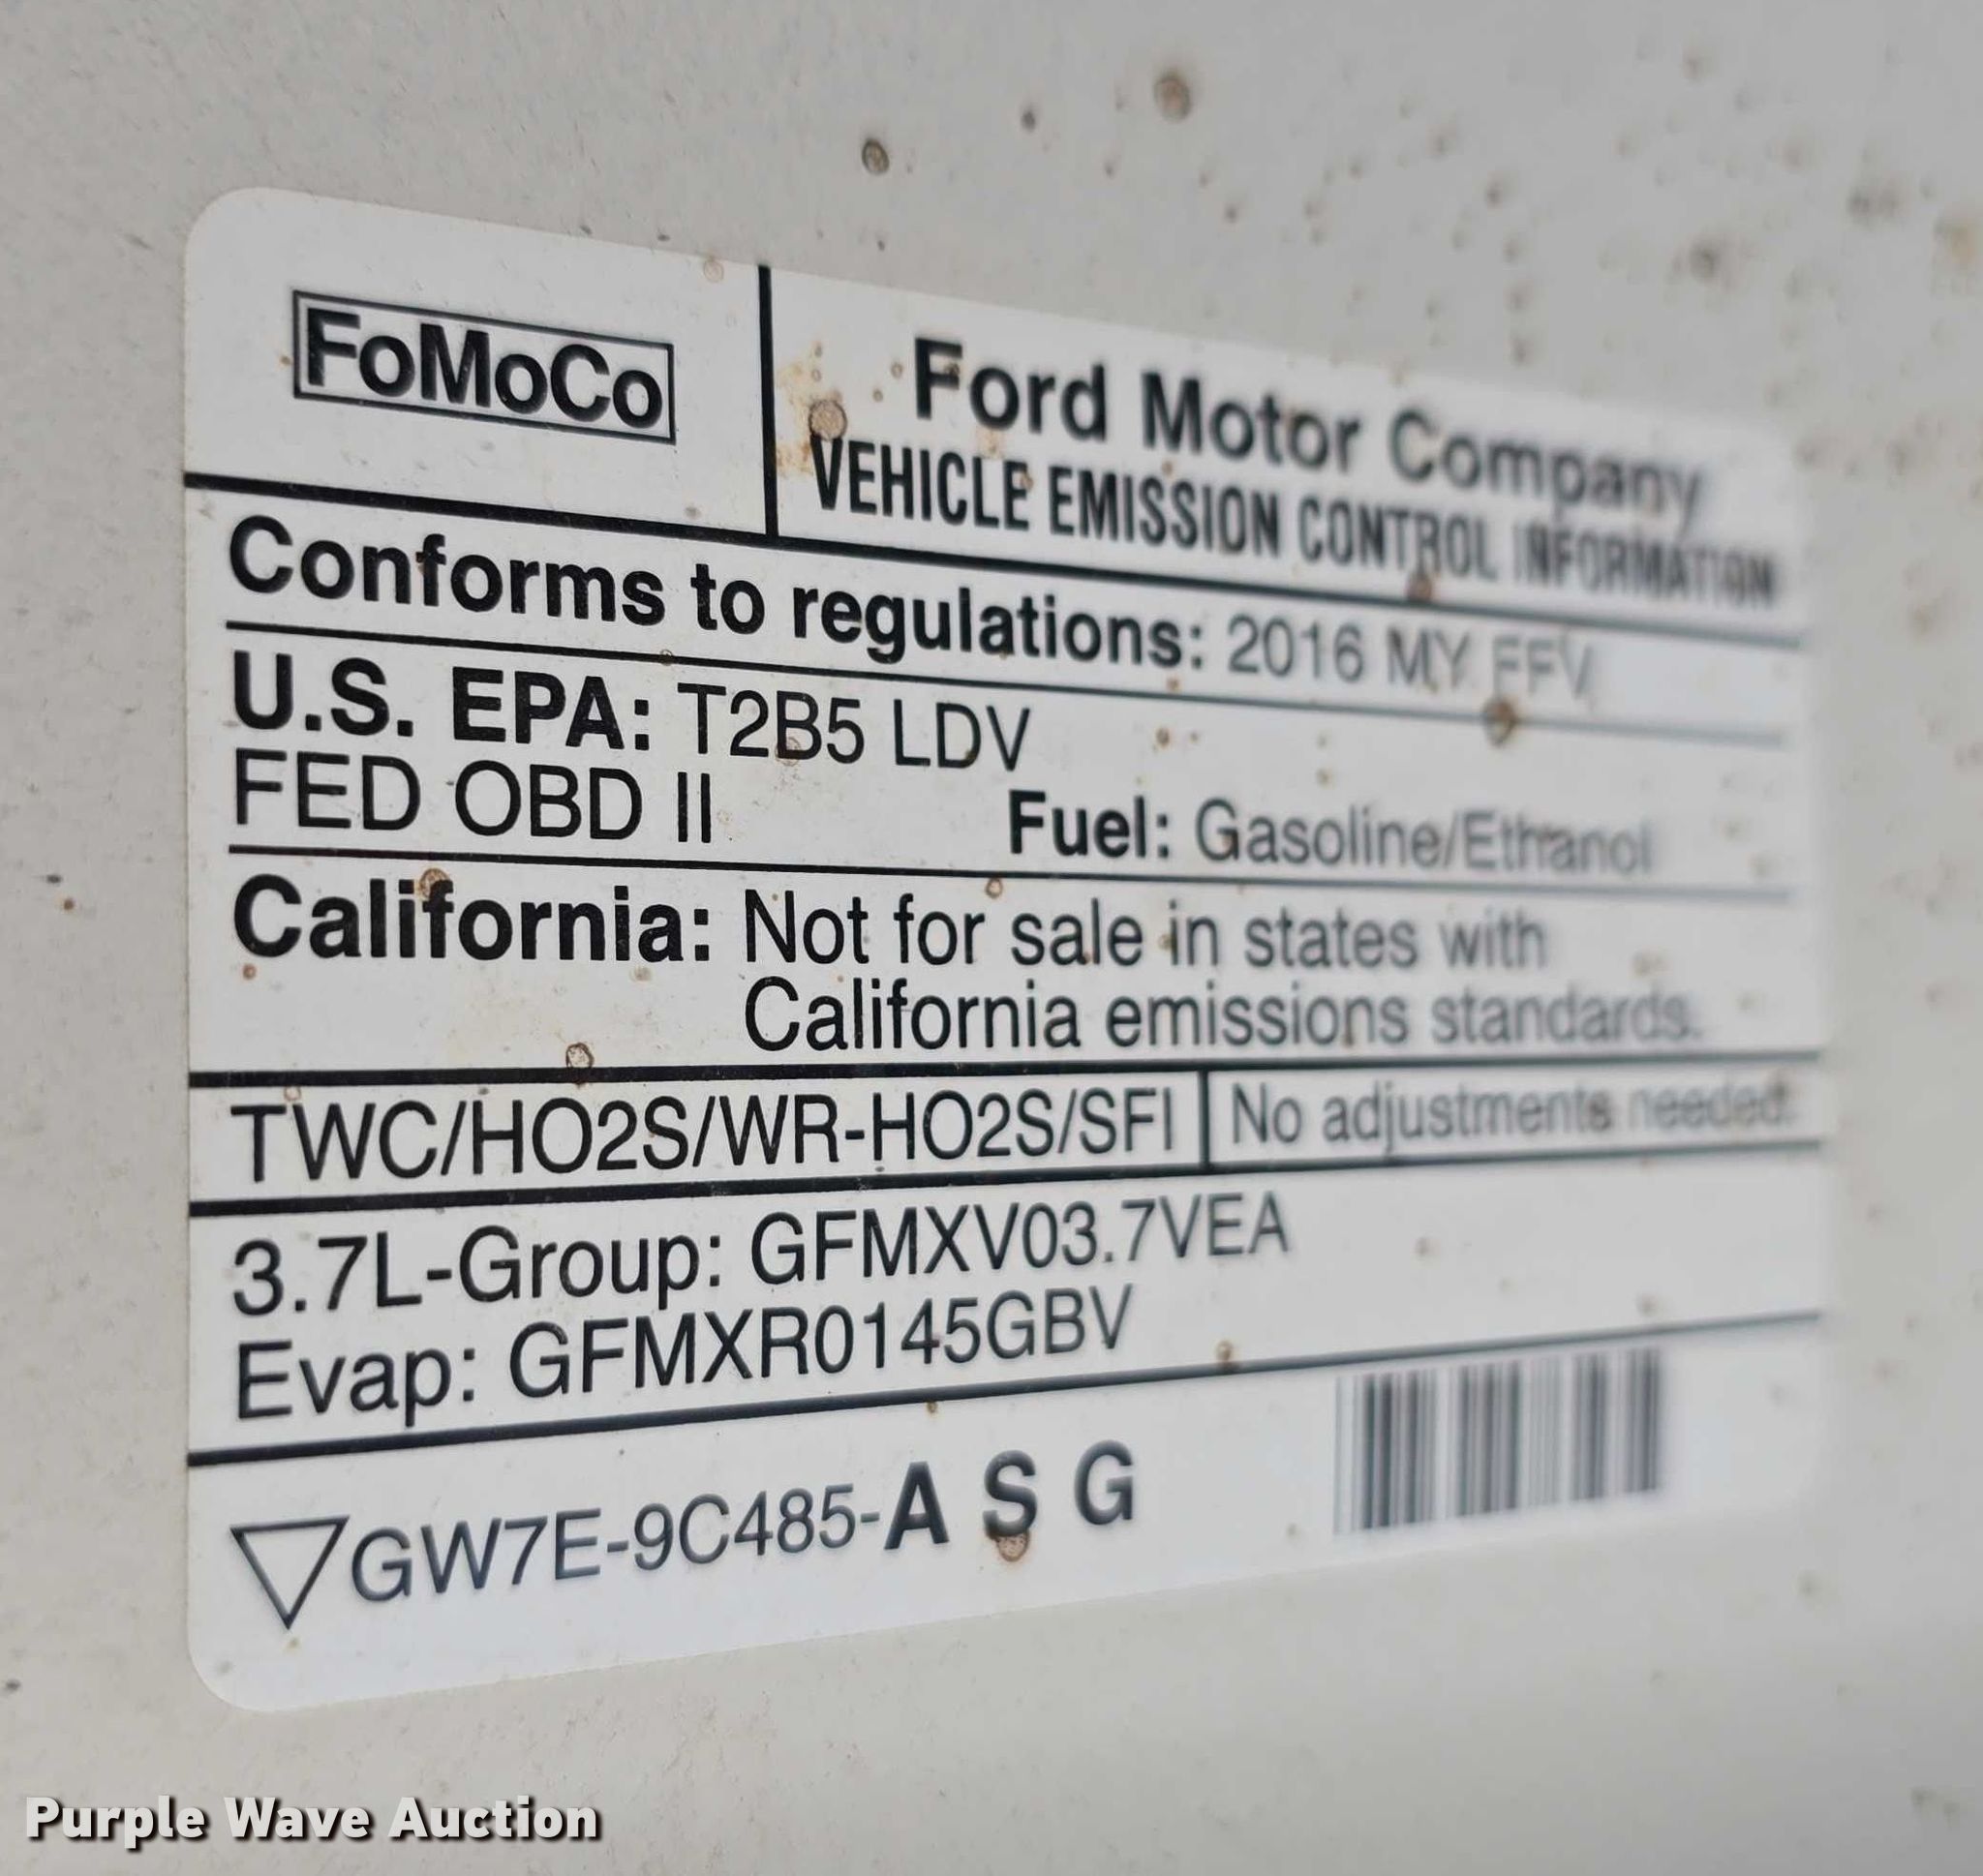 FoMoCo
Ford Motor Company
VEHICLE EMISSION CONTROL INFORMATION
Conforms to regulations: 2016 MY FFV
U.S. EPA: T2B5 LDV
FED OBD II
Fuel: Gasoline/Ethanol
California: Not for sale in states with
California emissions standards.
TWC/HO2S/WR-HO2S/SFI
No adjustments needed.
3.7L-Group: GFMXV03.7VEA
Evap: GFMXR0145GBV
GW7E-9C485-A S G
Purple Wave Auction